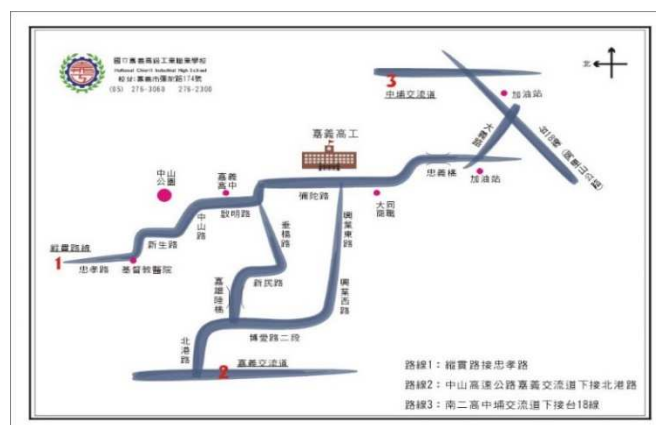 國立嘉義高級工業職業學校
National Chiayi Industrial High School
校址:嘉義市彌陀路174號
(05) 276-3060 276-2300
北
3
中埔交流道
加油站
大義路
嘉義高工
中山
公園
嘉義
高中
彌陀路
忠義橋
加油站
大同
商職
啟明路
中山路
垂楊路
興業東路
縱貫路線
新生路
1
忠孝路
基督教醫院
嘉雄陸橋
新民路
興業西路
博愛路二段
北港路
嘉義交流道
2
路線1:縱貫路接忠孝路
路線2:中山高速公路嘉義交流道下接北港路
路線3:南二高中埔交流道下接台18線